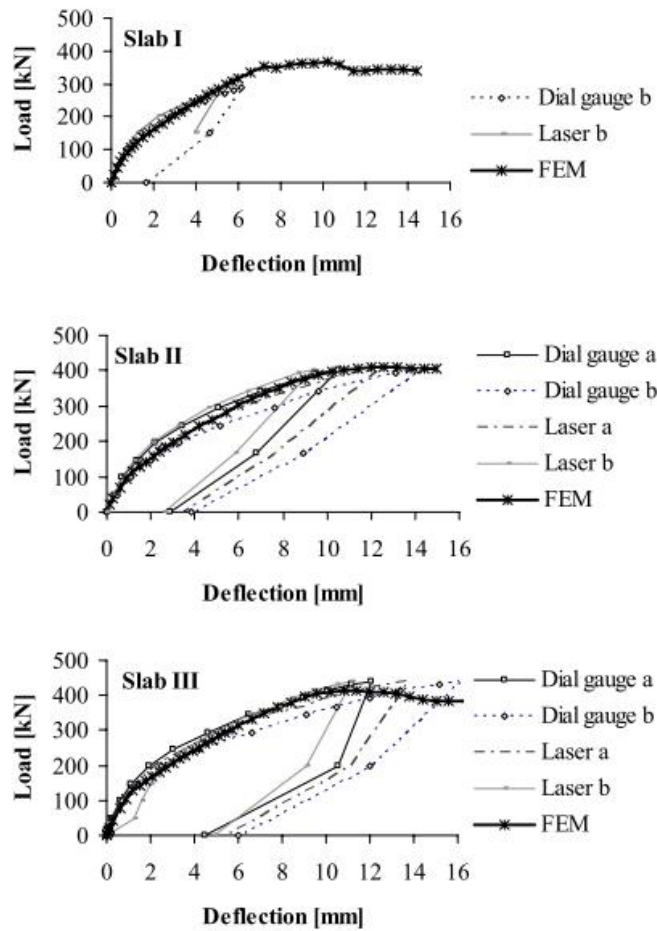 Slab I
Load [kN]
500
400
300
200
100
0
0 2 4 6 8 10 12 14 16
Deflection [mm]
Dial gauge b
Laser b
FEM
Slab II
Load [kN]
500
400
300
200
100
0
0 2 4 6 8 10 12 14 16
Deflection [mm]
Dial gauge a
Dial gauge b
Laser a
Laser b
FEM
Slab III
Load [kN]
500
400
300
200
100
0
0 2 4 6 8 10 12 14 16
Deflection [mm]
Dial gauge a
Dial gauge b
Laser a
Laser b
FEM